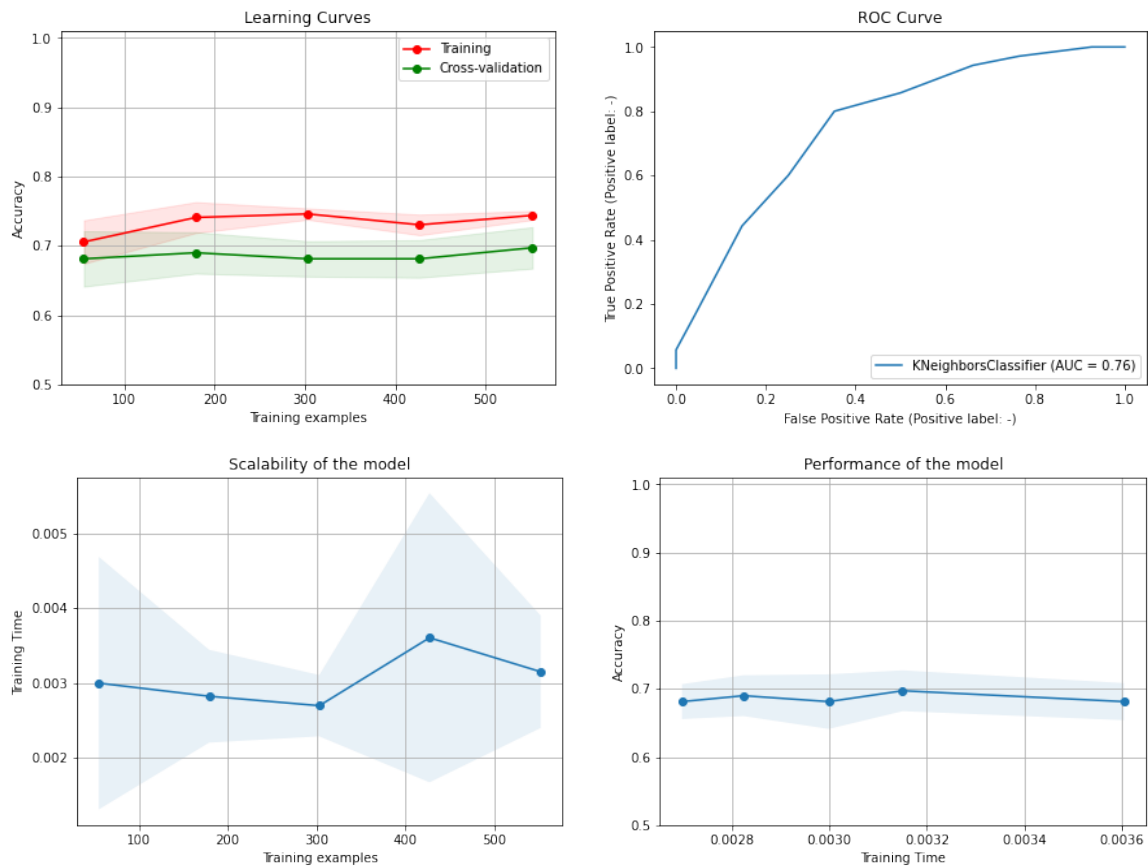 Learning Curves
1.0
0.9
0.8
0.7
0.6
0.5
Accuracy
Training
Cross-validation
100
200
300
400
500
Training examples
ROC Curve
1.0
0.8
0.6
0.4
0.2
0.0
True Positive Rate (Positive label: -)
KNeighborsClassifier (AUC = 0.76)
0.0
0.2
0.4
0.6
0.8
1.0
False Positive Rate (Positive label: -)
Scalability of the model
0.005
0.004
0.003
0.002
Training Time
100
200
300
400
500
Training examples
Performance of the model
1.0
0.9
0.8
0.7
0.6
0.5
Accuracy
0.0028
0.0030
0.0032
0.0034
0.0036
Training Time